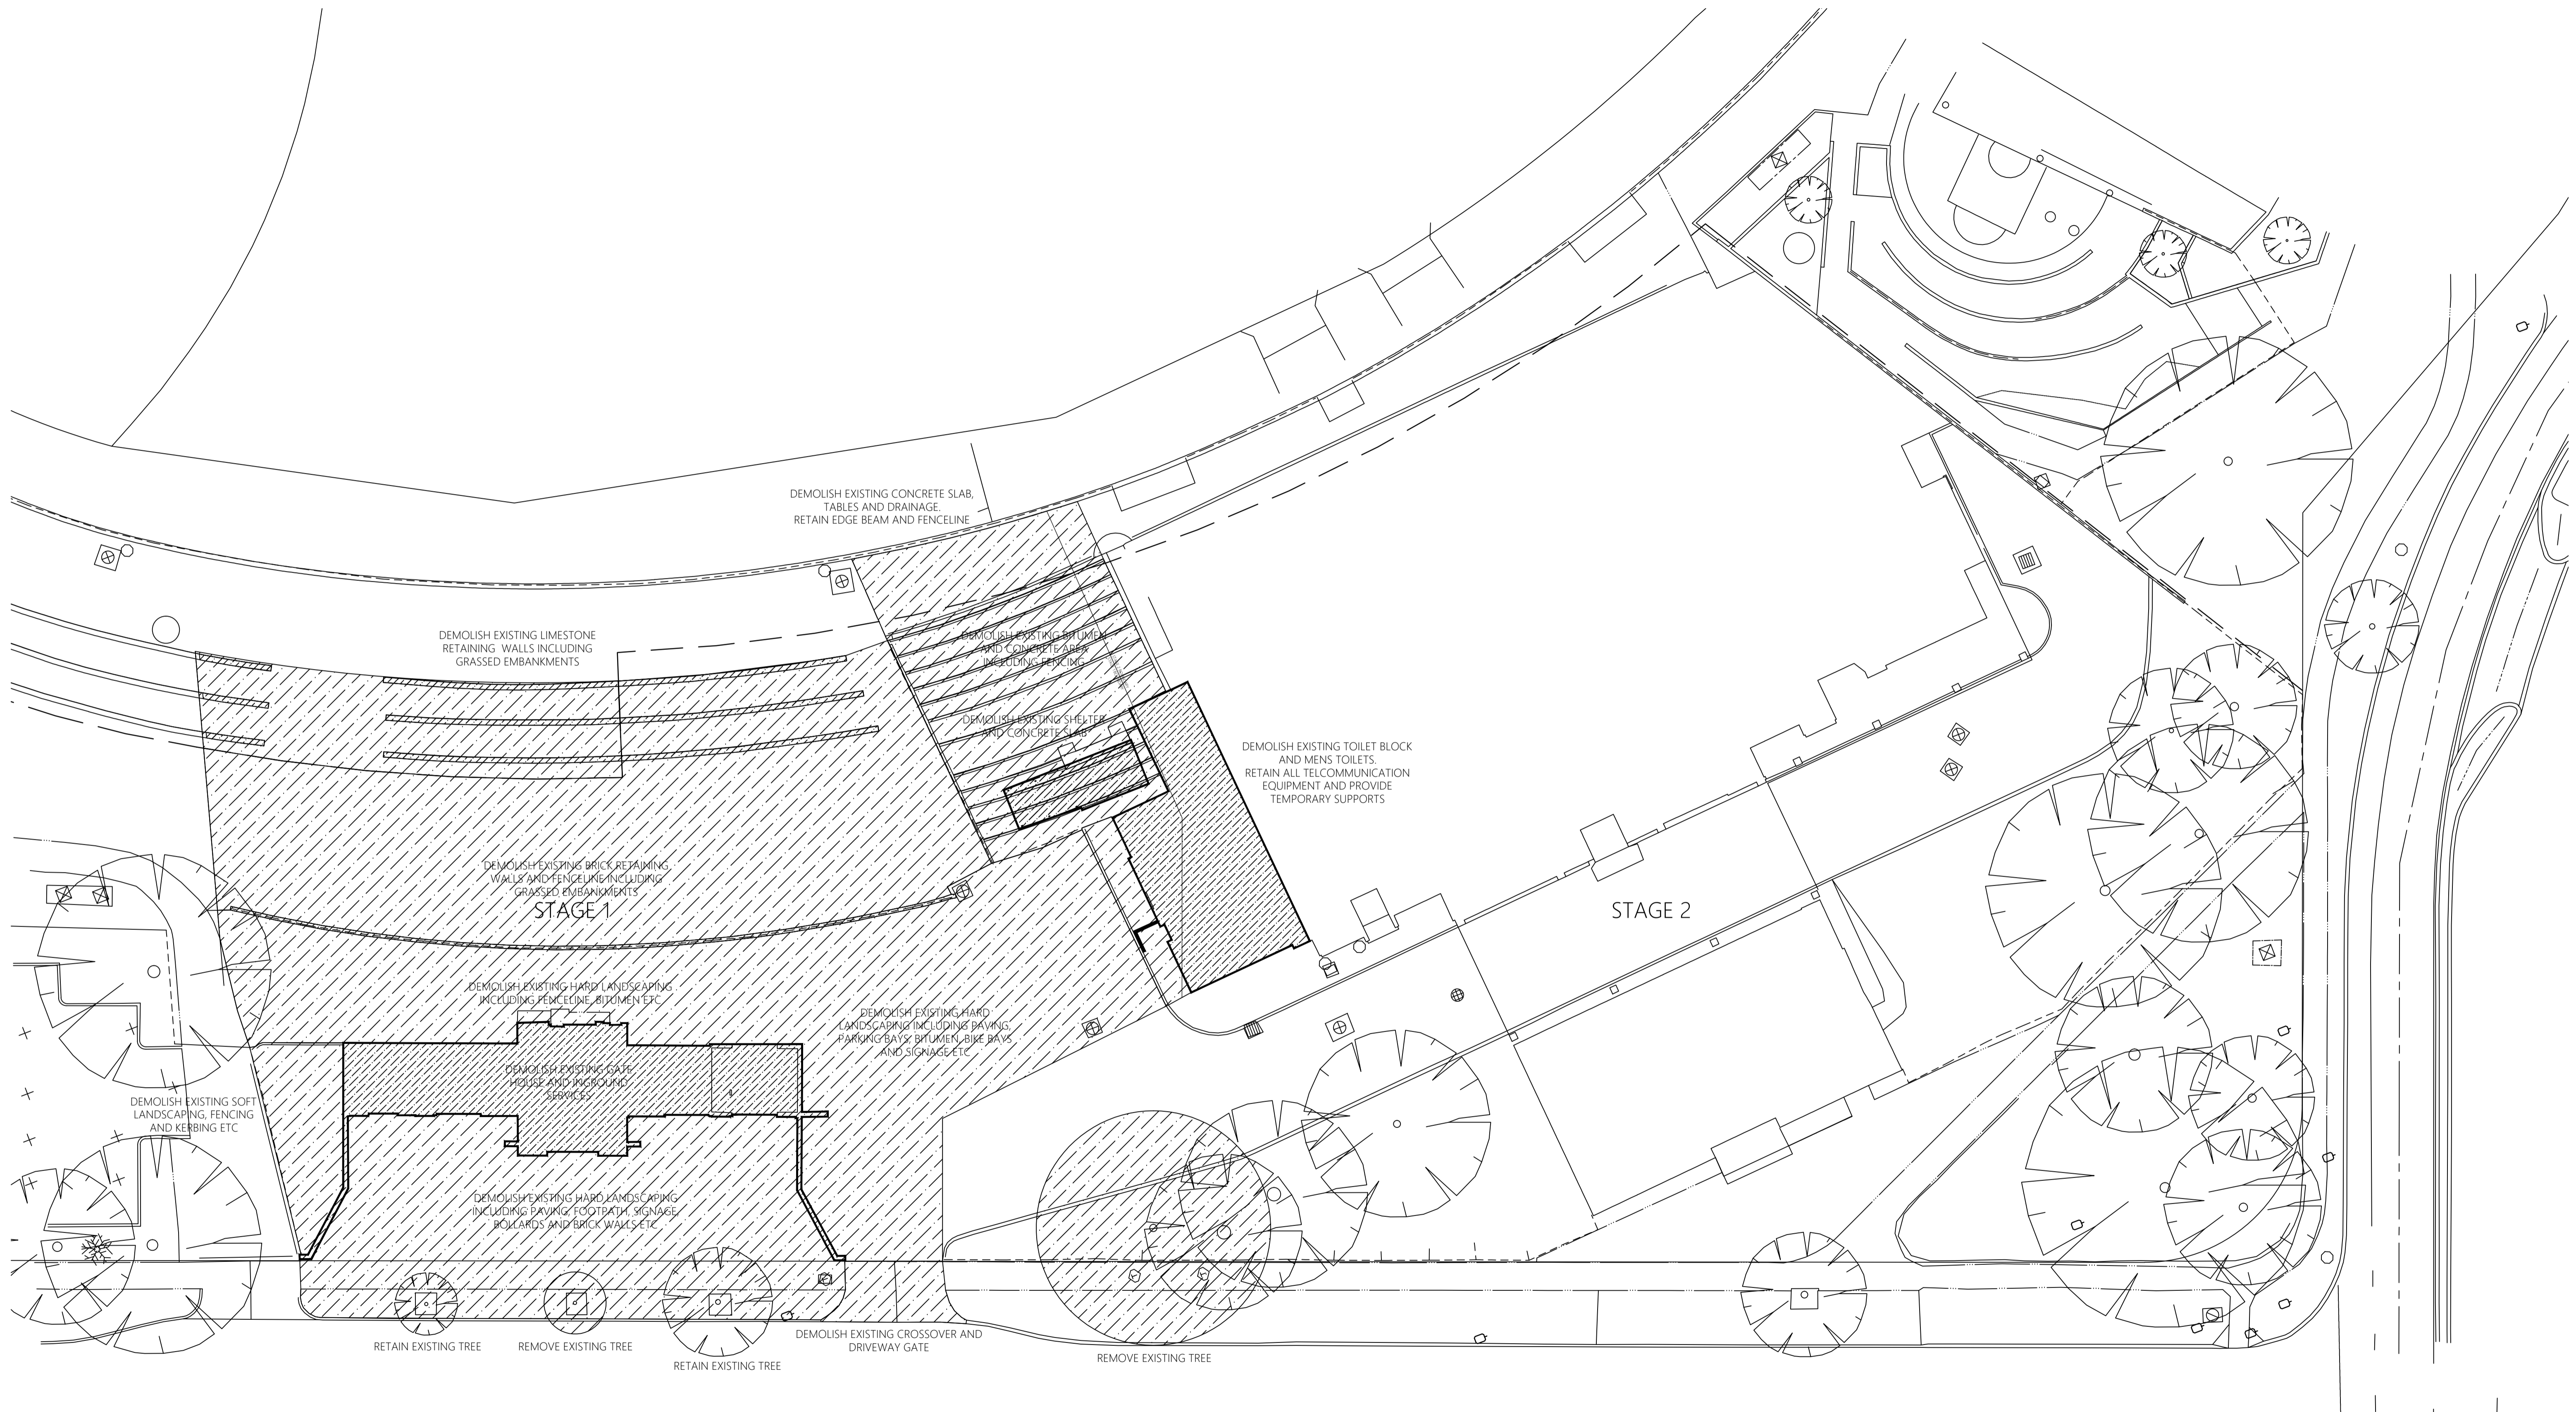 DEMOLISH EXISTING CONCRETE SLAB,
TABLES AND DRAINAGE.
RETAIN EDGE BEAM AND FENCELINE
DEMOLISH EXISTING LIMESTONE
RETAINING WALLS INCLUDING
GRASSED EMBANKMENTS
DEMOLISH EXISTING BITUMEN
AND CONCRETE AREA
INCLUDING FENCING
DEMOLISH EXISTING SHELTER
AND CONCRETE SLAB
DEMOLISH EXISTING TOILET BLOCK
AND MENS TOILETS.
RETAIN ALL TELCOMMUNICATION
EQUIPMENT AND PROVIDE
TEMPORARY SUPPORTS
DEMOLISH EXISTING BRICK RETAINING
WALLS AND FENCELINE INCLUDING
GRASSED EMBANKMENTS
STAGE 1
STAGE 2
DEMOLISH EXISTING HARD LANDSCAPING
INCLUDING FENCELINE, BITUMEN ETC
DEMOLISH EXISTING HARD
LANDSCAPING INCLUDING PAVING,
PARKING BAYS, BITUMEN, BIKE BAYS
AND SIGNAGE ETC
DEMOLISH EXISTING GATE
HOUSE AND INGROUND
SERVICES
DEMOLISH EXISTING SOFT
LANDSCAPING, FENCING
AND KERBING ETC
DEMOLISH EXISTING HARD LANDSCAPING
INCLUDING PAVING, FOOTPATH, SIGNAGE,
BOLLARDS AND BRICK WALLS ETC
RETAIN EXISTING TREE
REMOVE EXISTING TREE
RETAIN EXISTING TREE
DEMOLISH EXISTING CROSSOVER AND
DRIVEWAY GATE
REMOVE EXISTING TREE